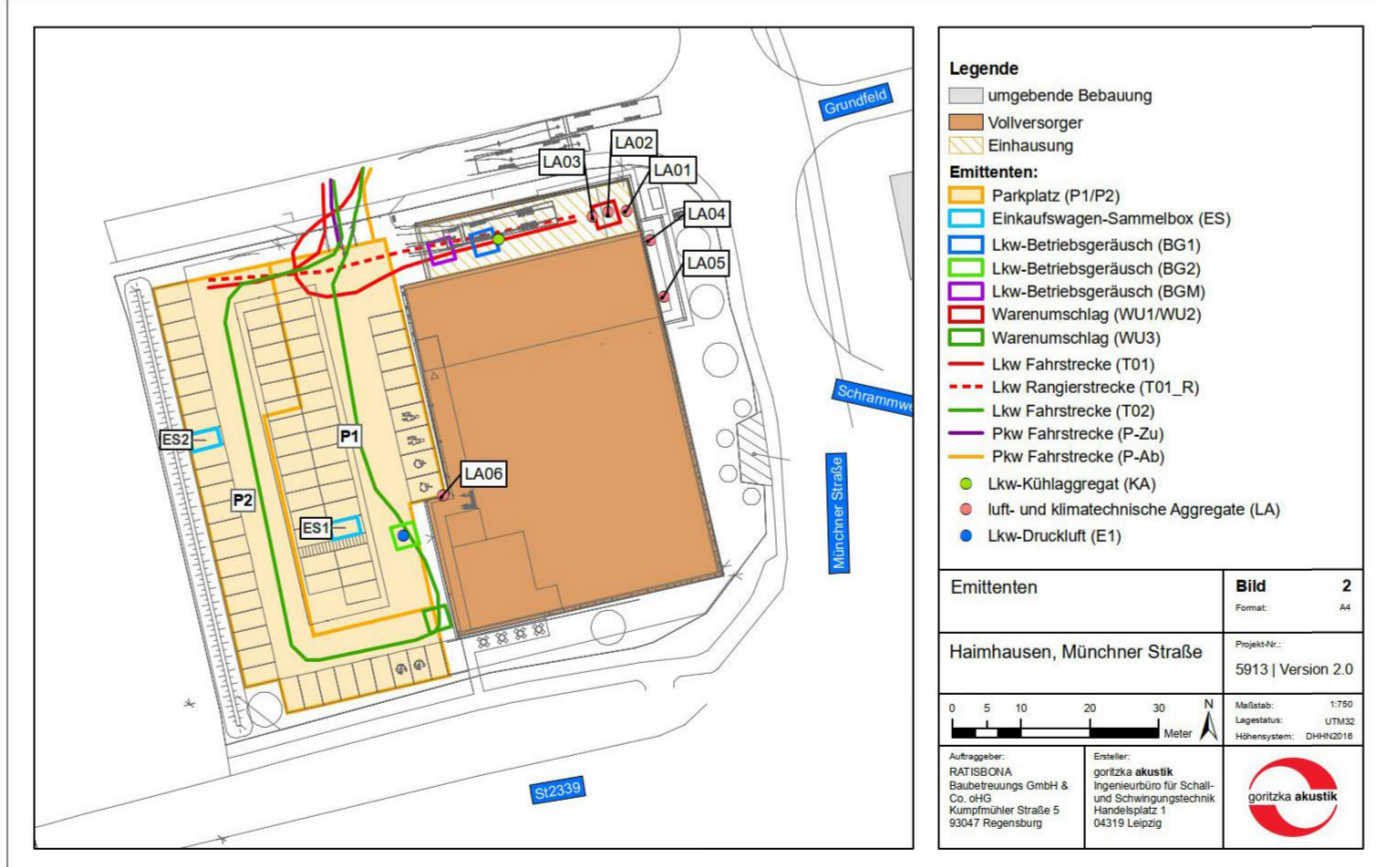 Grundfeld
LA02
LA03
LA01
LA04
LA05
Schrammwe
P1
ES2
LA06
P2
ES1
Münchner Straße
St2339
Legende
umgebende Bebauung
Vollversorger
Einhausung
Emittenten:
Parkplatz (P1/P2)
Einkaufswagen-Sammelbox (ES)
Lkw-Betriebsgeräusch (BG1)
Lkw-Betriebsgeräusch (BG2)
Lkw-Betriebsgeräusch (BGM)
Warenumschlag (WU1/WU2)
Warenumschlag (WU3)
Lkw Fahrstrecke (T01)
Lkw Rangierstrecke (T01_R)
Lkw Fahrstrecke (T02)
Pkw Fahrstrecke (P-Zu)
Pkw Fahrstrecke (P-Ab)
Lkw-Kühlaggregat (KA)
luft- und klimatechnische Aggregate (LA)
Lkw-Druckluft (E1)
Emittenten
Bild 2
Format: A4
Haimhausen, Münchner Straße
Projekt-Nr.:
5913 | Version 2.0
0 5 10 20 30
Meter
N
Maßstab: 1:750
Lagestatus: UTM32
Höhensystem: DHHN2016
Auftraggeber:
RATISBONA
Baubetreuungs GmbH &
Co. oHG
Kumpfmühler Straße 5
93047 Regensburg
Ersteller:
goritzka akustik
Ingenieurbüro für Schall-
und Schwingungstechnik
Handelsplatz 1
04319 Leipzig
goritzka akustik